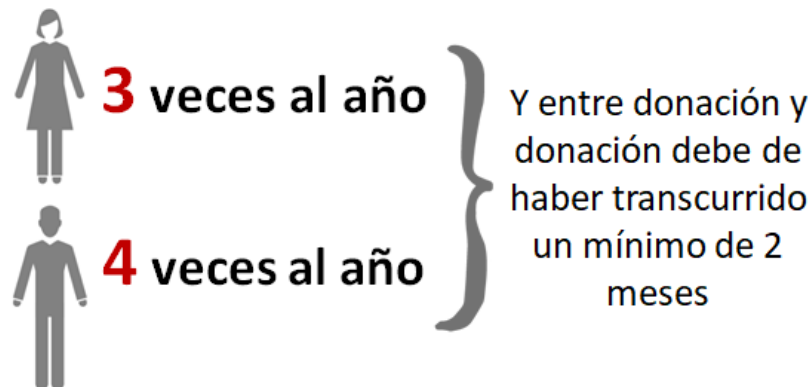 3 veces al año
4 veces al año
Y entre donación y
donación debe de
haber transcurrido
un mínimo de 2
meses